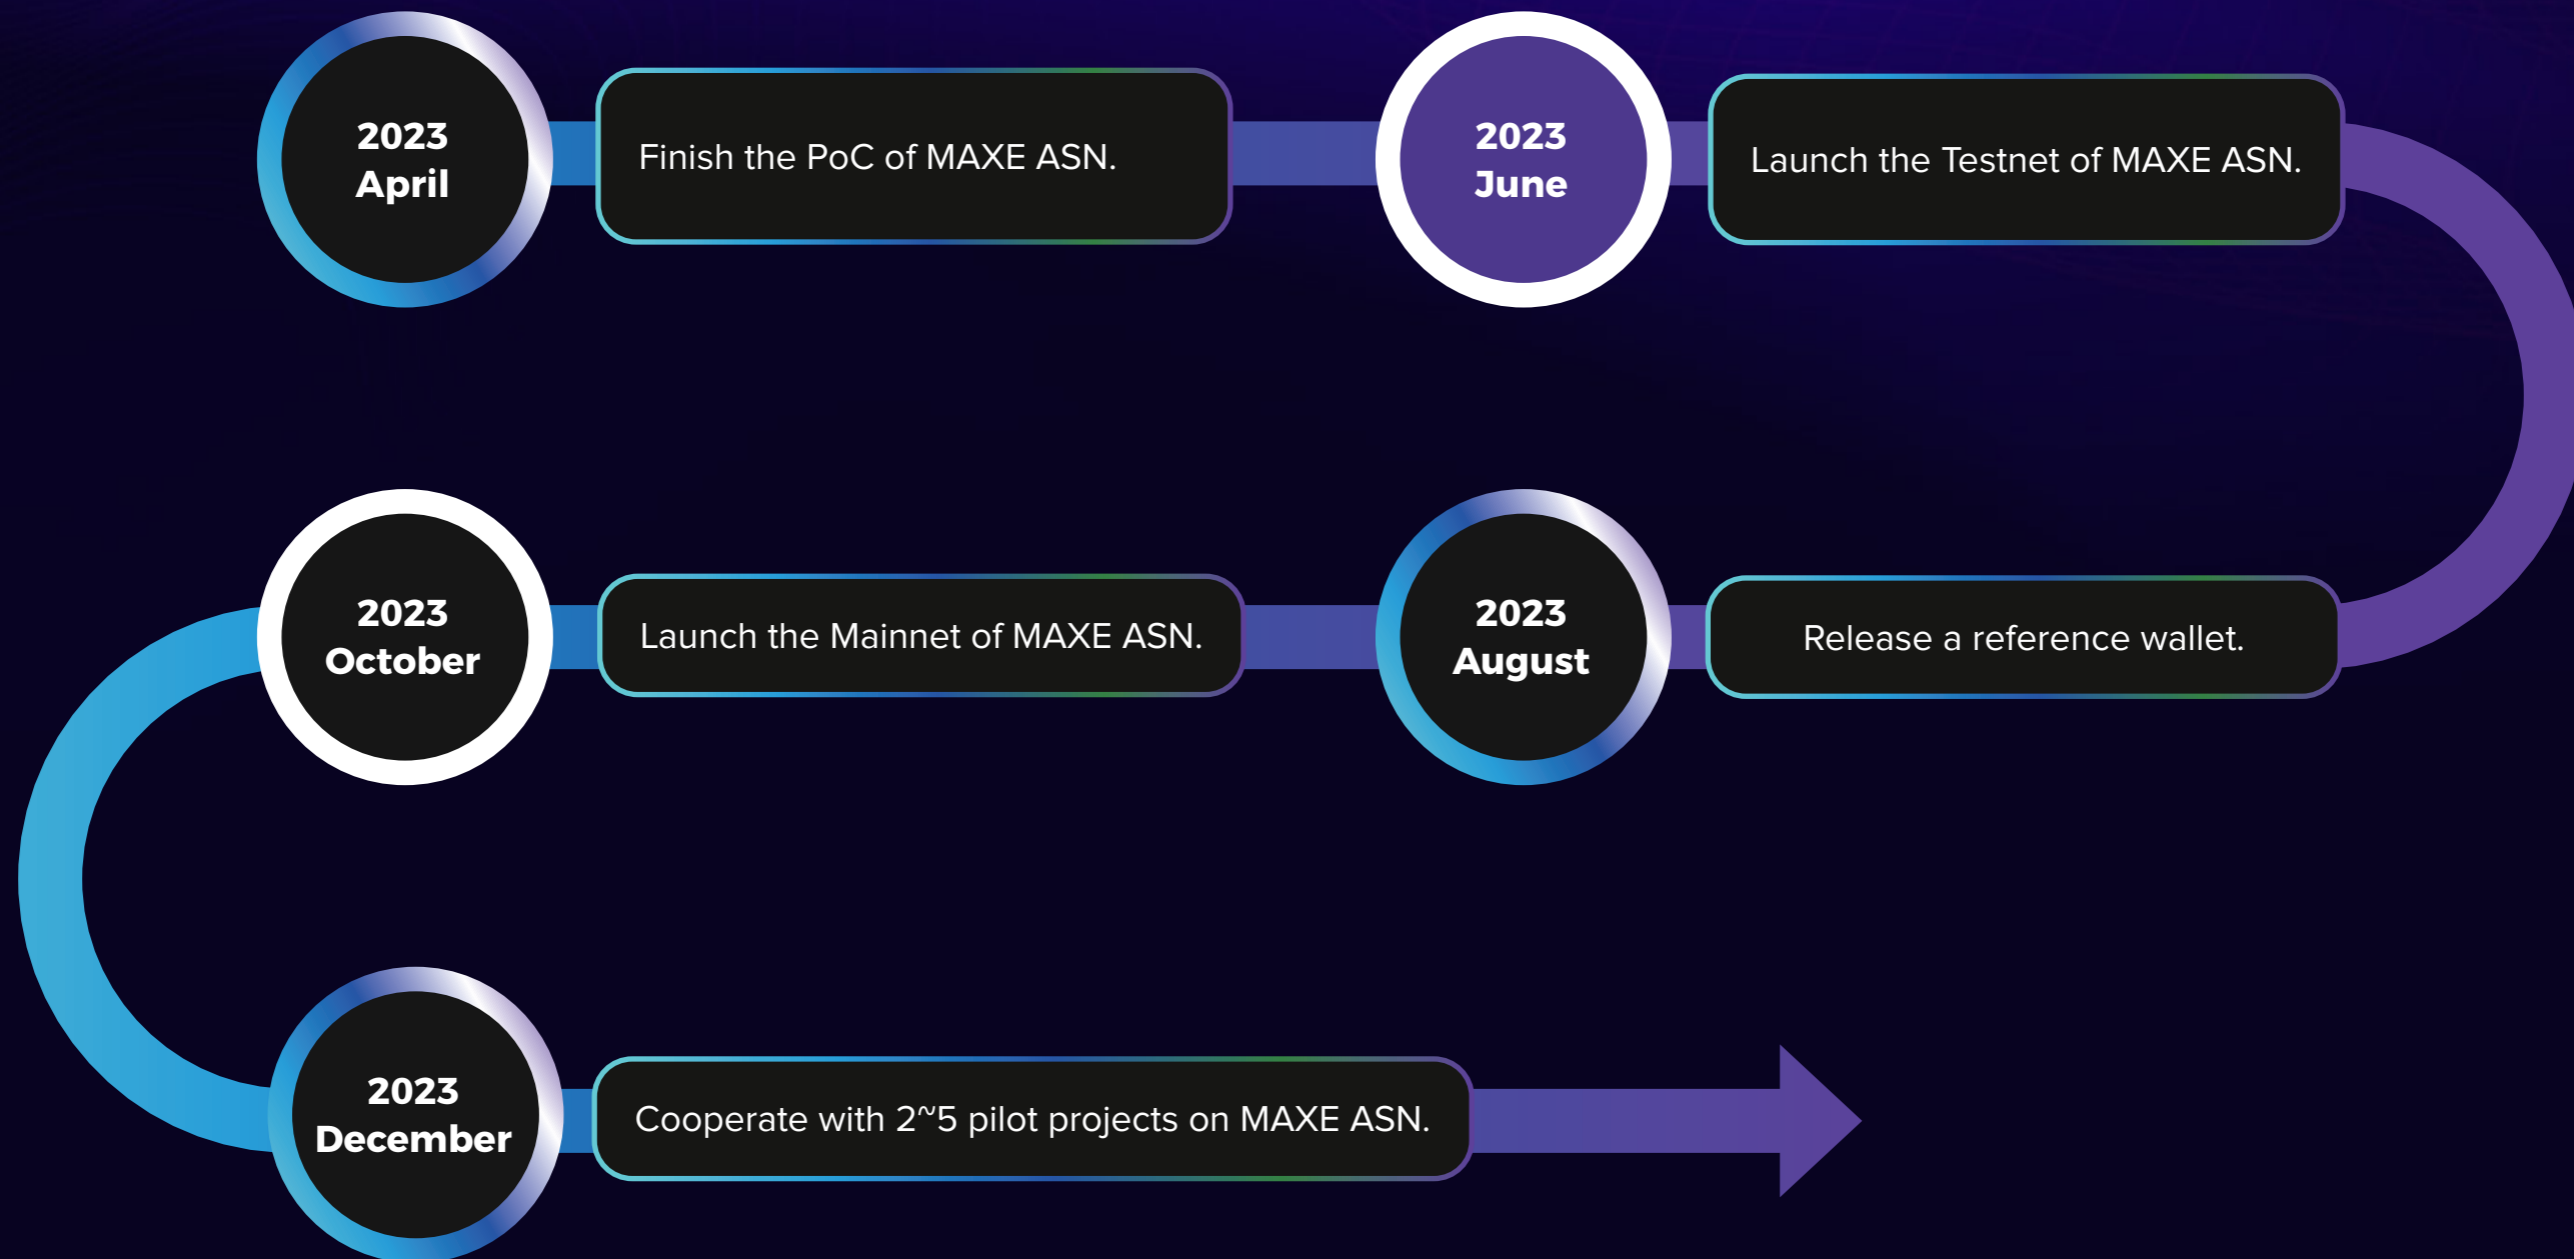 2023
April
Finish the PoC of MAXE ASN.
2023
June
Launch the Testnet of MAXE ASN.
2023
October
Launch the Mainnet of MAXE ASN.
2023
August
Release a reference wallet.
2023
December
Cooperate with 2~5 pilot projects on MAXE ASN.